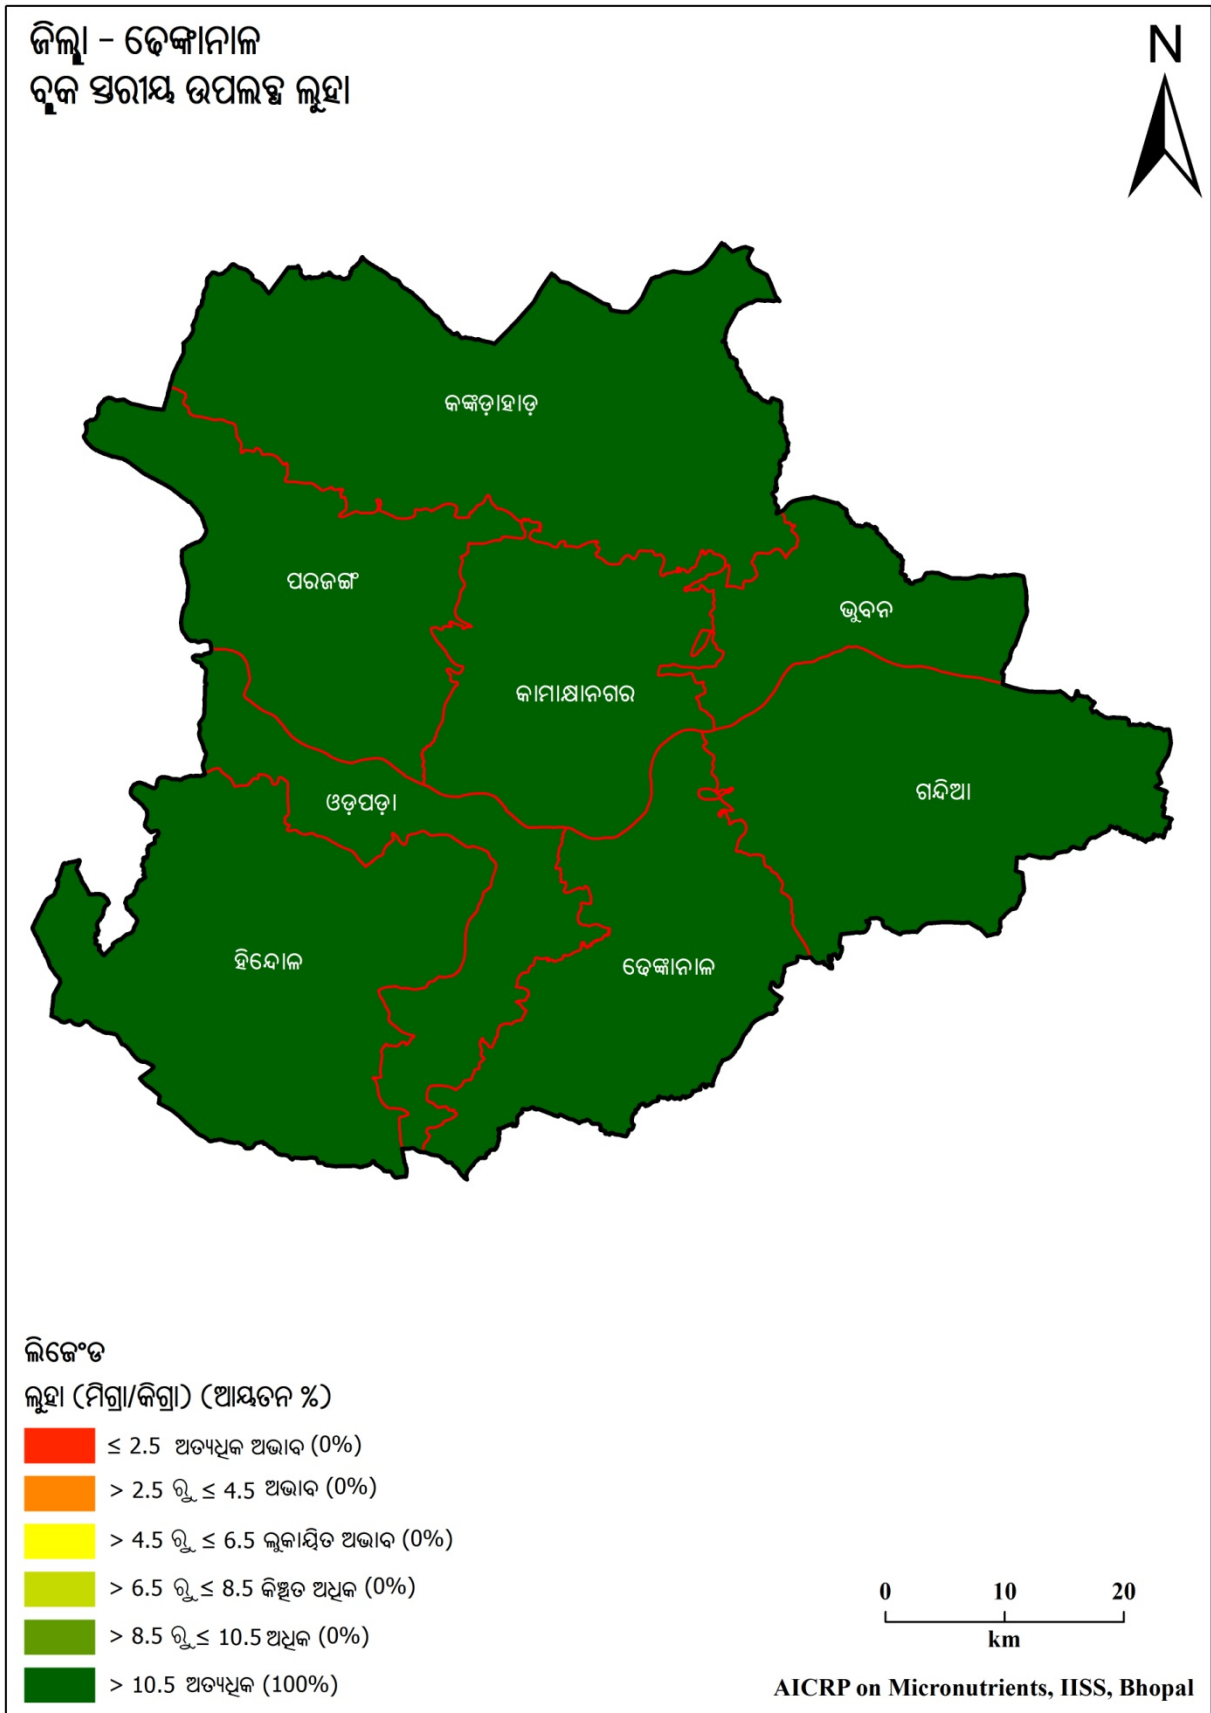 ଜିଲ୍ଲା - ଢେଙ୍କାନାଳ
ବ୍ଲକ ସ୍ତରୀୟ ଉପଲବ୍ଧ ଲୁହା
N
କଙ୍କଡ଼ାହାଡ଼
ପରଜଙ୍ଗ
ଭୁବନ
କାମାକ୍ଷାନଗର
ଗନ୍ଦିଆ
ଓଡ଼ପଡ଼ା
ହିନ୍ଦୋଳ
ଢେଙ୍କାନାଳ
ଲିଜେଂଡ
ଲୁହା (ମିଗ୍ରା/କିଗ୍ରା) (ଆୟତନ %)
≤ 2.5 ଅତ୍ୟଧିକ ଅଭାବ (0%)
> 2.5 ରୁ ≤ 4.5 ଅଭାବ (0%)
> 4.5 ରୁ ≤ 6.5 ଲୁକାୟିତ ଅଭାବ (0%)
> 6.5 ରୁ ≤ 8.5 କିଞ୍ଚିତ ଅଧିକ (0%)
> 8.5 ରୁ ≤ 10.5 ଅଧିକ (0%)
> 10.5 ଅତ୍ୟଧିକ (100%)
0 10 20
km
AICRP on Micronutrients, IISS, Bhopal